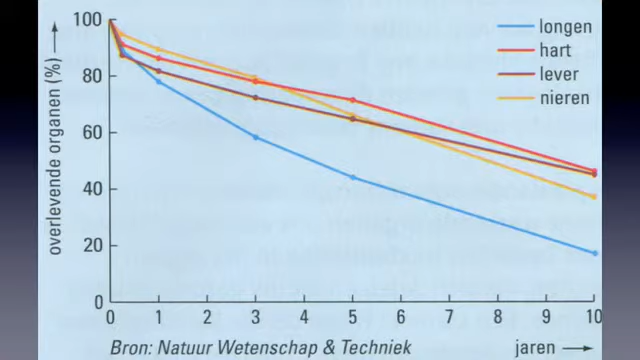 overlevende organen (%)
100
80
60
40
20
0
longen
hart
lever
nieren
0 1 2 3 4 5 6 7 8 9 10
Bron: Natuur Wetenschap & Techniek
jaren